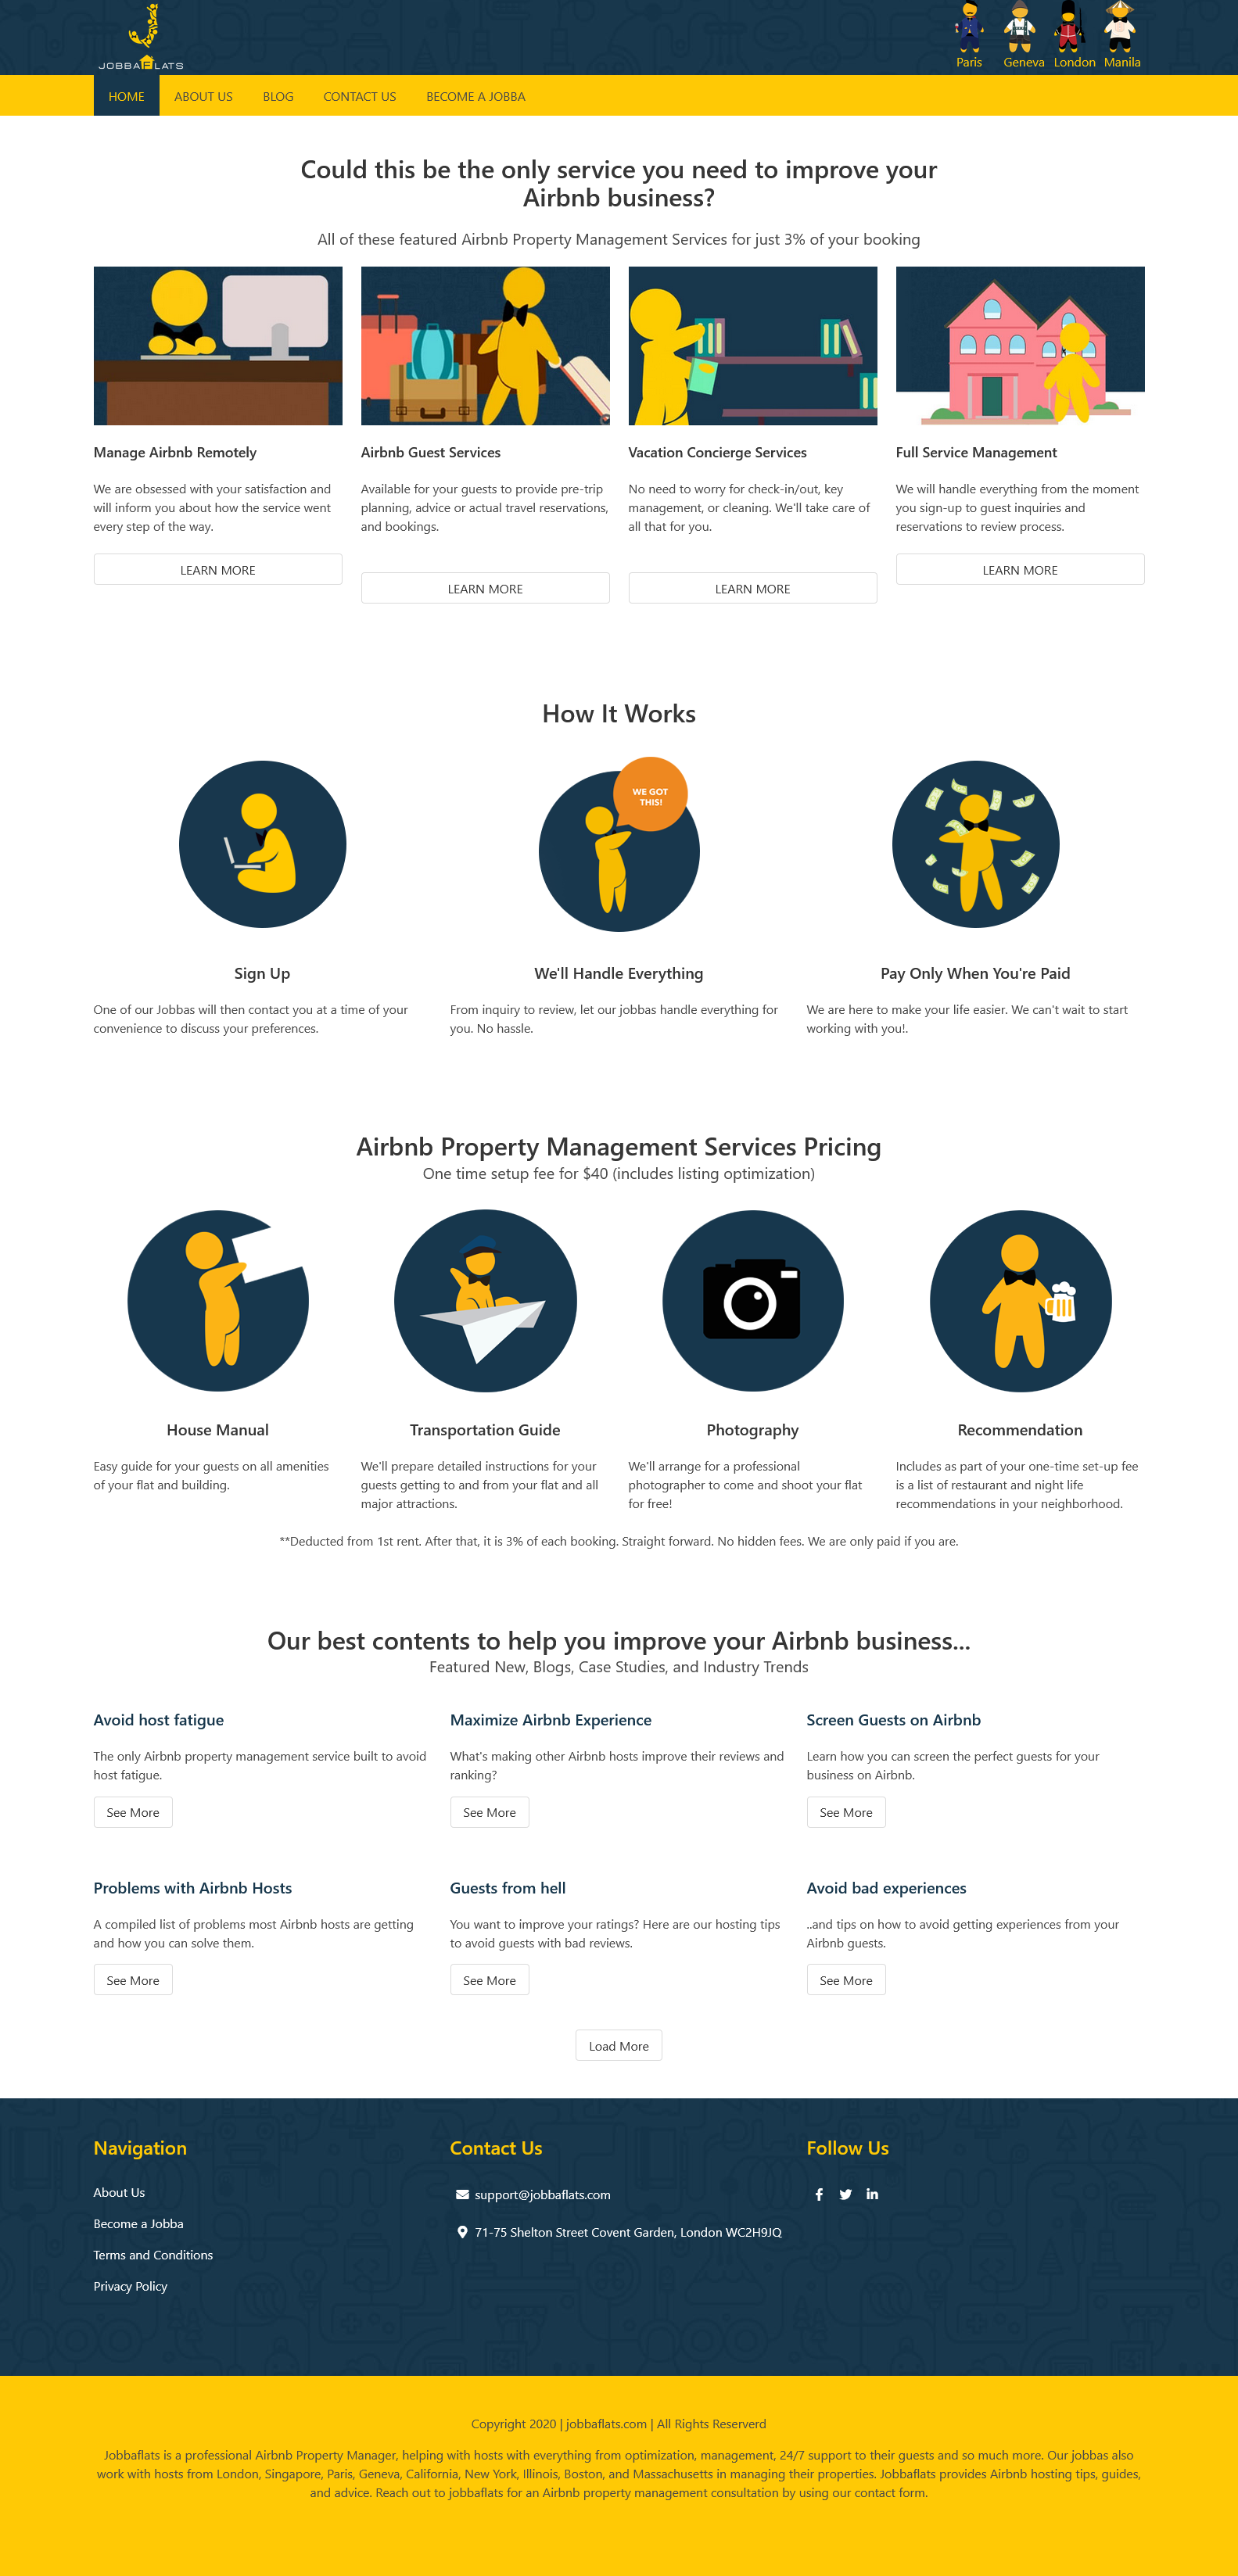 JOBBAFLATS
Paris Geneva London Manila
HOME ABOUT US BLOG CONTACT US BECOME A JOBBA
Could this be the only service you need to improve your
Airbnb business?
All of these featured Airbnb Property Management Services for just 3% of your booking
Manage Airbnb Remotely
We are obsessed with your satisfaction and
will inform you about how the service went
every step of the way.
LEARN MORE
Airbnb Guest Services
Available for your guests to provide pre-trip
planning, advice or actual travel reservations,
and bookings.
LEARN MORE
Vacation Concierge Services
No need to worry for check-in/out, key
management, or cleaning. We'll take care of
all that for you.
LEARN MORE
Full Service Management
We will handle everything from the moment
you sign-up to guest inquiries and
reservations to review process.
LEARN MORE
How It Works
WE GOT
THIS!
Sign Up
One of our Jobbas will then contact you at a time of your
convenience to discuss your preferences.
We'll Handle Everything
From inquiry to review, let our jobbas handle everything for
you. No hassle.
Pay Only When You're Paid
We are here to make your life easier. We can't wait to start
working with you!.
Airbnb Property Management Services Pricing
One time setup fee for $40 (includes listing optimization)
House Manual
Easy guide for your guests on all amenities
of your flat and building.
Transportation Guide
We'll prepare detailed instructions for your
guests getting to and from your flat and all
major attractions.
Photography
We'll arrange for a professional
photographer to come and shoot your flat
for free!
Recommendation
Includes as part of your one-time set-up fee
is a list of restaurant and night life
recommendations in your neighborhood.
**Deducted from 1st rent. After that, it is 3% of each booking. Straight forward. No hidden fees. We are only paid if you are.
Our best contents to help you improve your Airbnb business...
Featured New, Blogs, Case Studies, and Industry Trends
Avoid host fatigue
The only Airbnb property management service built to avoid
host fatigue.
See More
Maximize Airbnb Experience
What's making other Airbnb hosts improve their reviews and
ranking?
See More
Screen Guests on Airbnb
Learn how you can screen the perfect guests for your
business on Airbnb.
See More
Problems with Airbnb Hosts
A compiled list of problems most Airbnb hosts are getting
and how you can solve them.
See More
Guests from hell
You want to improve your ratings? Here are our hosting tips
to avoid guests with bad reviews.
See More
Avoid bad experiences
..and tips on how to avoid getting experiences from your
Airbnb guests.
See More
Load More
Navigation
About Us
Become a Jobba
Terms and Conditions
Privacy Policy
Contact Us
support@jobbaflats.com
71-75 Shelton Street Covent Garden, London WC2H9JQ
Follow Us
Copyright 2020 | jobbaflats.com | All Rights Reserverd
Jobbaflats is a professional Airbnb Property Manager, helping with hosts with everything from optimization, management, 24/7 support to their guests and so much more. Our jobbas also
work with hosts from London, Singapore, Paris, Geneva, California, New York, Illinois, Boston, and Massachusetts in managing their properties. Jobbaflats provides Airbnb hosting tips, guides,
and advice. Reach out to jobbaflats for an Airbnb property management consultation by using our contact form.